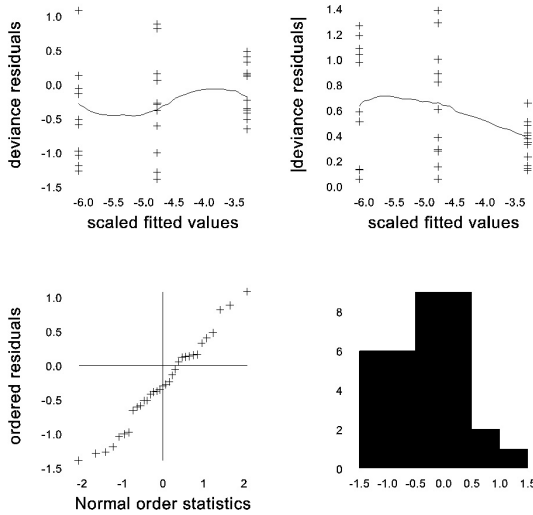 deviance residuals
1.0
0.5
0.0
-0.5
-1.0
-1.5
-6.0 -5.5 -5.0 -4.5 -4.0 -3.5
scaled fitted values
|deviance residuals|
1.4
1.2
1.0
0.8
0.6
0.4
0.2
0.0
-6.0 -5.5 -5.0 -4.5 -4.0 -3.5
scaled fitted values
ordered residuals
1.0
0.5
0.0
-0.5
-1.0
-1.5
-2 -1 0 1 2
Normal order statistics
8
6
4
2
0
-1.5 -1.0 -0.5 0.0 0.5 1.0 1.5